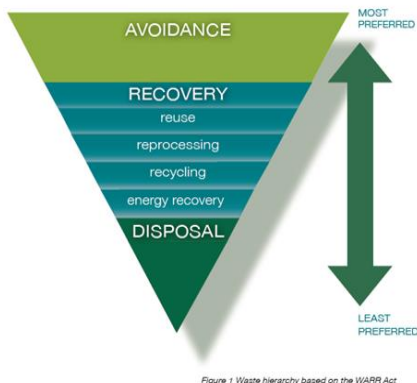 MOST
PREFERRED
AVOIDANCE
RECOVERY
reuse
reprocessing
recycling
energy recovery
DISPOSAL
LEAST
PREFERRED
Figure 1 Waste hierarchy based on the WARR Act